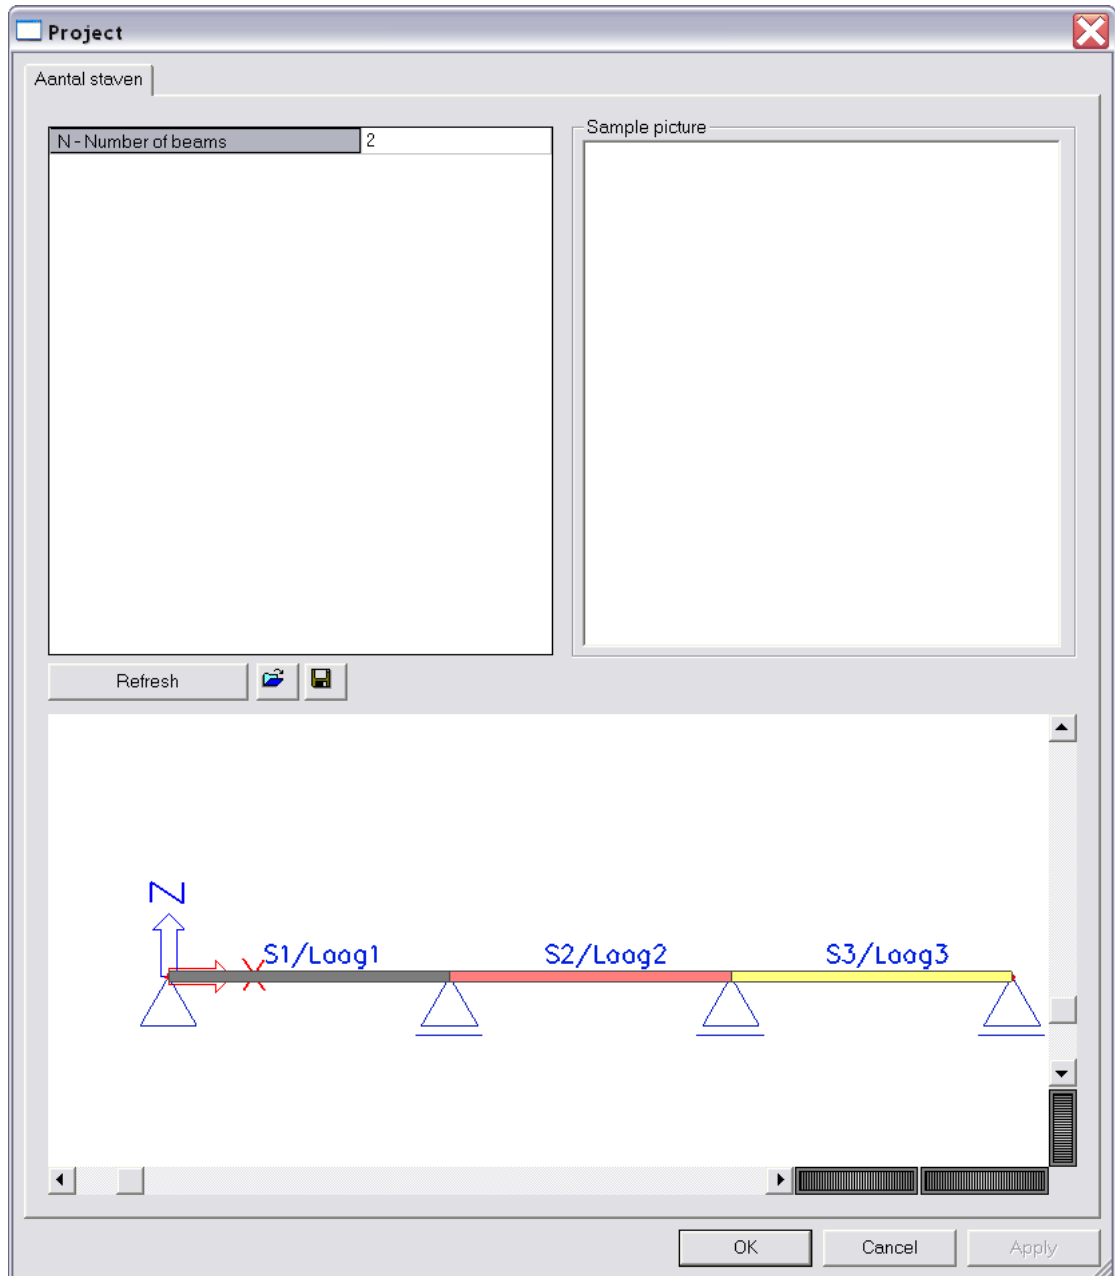 Project
Aantal staven
N - Number of beams 2
Sample picture
Refresh
Z
S1/Laag1 S2/Laag2 S3/Laag3
X
OK Cancel Apply